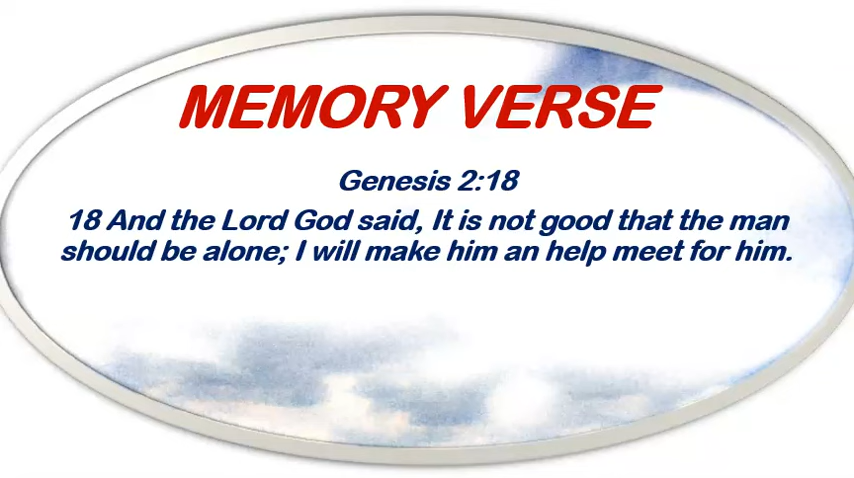 MEMORY VERSE
Genesis 2:18
18 And the Lord God said, It is not good that the man
should be alone; I will make him an help meet for him.